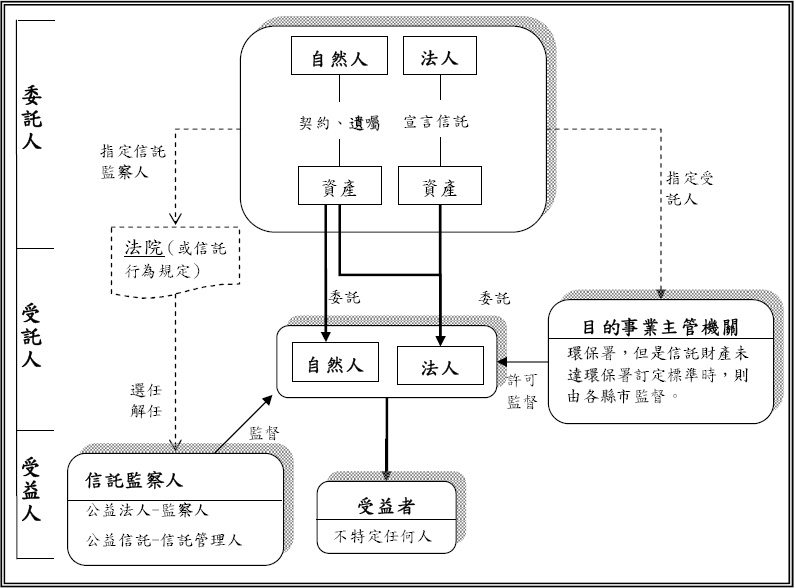 委託人
自然人
法人
契約、遺囑
宣言信託
資產
資產
指定信託
監察人
指定受
託人
法院(或信託
行為規定)
受託人
委託
委託
自然人
法人
目的事業主管機關
環保署，但是信託財產未
達環保署訂定標準時，則
由各縣市監督。
許可
監督
選任
解任
監督
受益人
信託監察人
公益法人-監察人
公益信託-信託管理人
受益者
不特定任何人